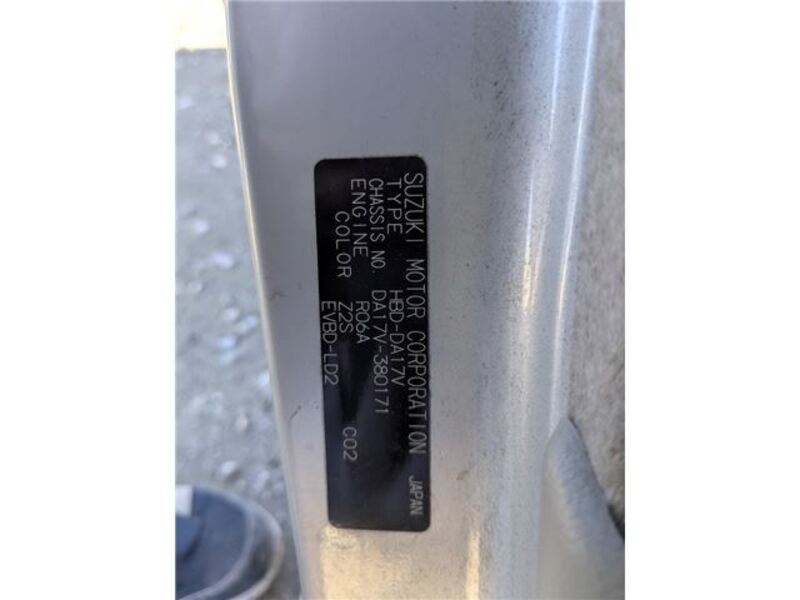 SUZUKI MOTOR CORPORATION JAPAN
TYPE HBD-DA17V
CHASSIS NO. DA17V-380171
ENGINE R06A
COLOR Z2S C02
EVBD-LD2